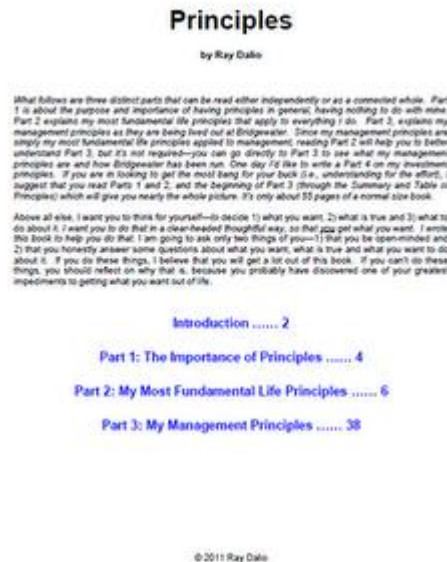 Principles
by Ray Dalio
What follows are three distinct parts that can be read either independently or as a connected whole. Part
1 is about the purpose and importance of having principles in general, having nothing to do with mine.
Part 2 explains my most fundamental life principles that apply to everything I do. Part 3, explains my
management principles as they are being lived out at Bridgewater. Since my management principles are
simply my most fundamental life principles applied to management, reading Part 2 will help you to better
understand Part 3, but it's not required—you can go directly to Part 3 to see what my management
principles are and how Bridgewater has been run. One day I'd like to write a Part 4 on my investment
principles. If you are in looking to get the most bang for your buck (i.e., understanding for the effort), I
suggest that you read Parts 1 and 2, and the beginning of Part 3 (through the Summary and Table of
Principles) which will give you nearly the whole picture. It's only about 55 pages of a normal size book.
Above all else, I want you to think for yourself—to decide 1) what you want, 2) what is true and 3) what to
do about it. I want you to do that in a clear-headed thoughtful way, so that you get what you want. I wrote
this book to help you do that. I am going to ask only two things of you—1) that you be open-minded and
2) that you honestly answer some questions about what you want, what is true and what you want to do
about it. If you do these things, I believe that you will get a lot out of this book. If you can't do these
things, you should reflect on why that is, because you probably have discovered one of your greatest
impediments to getting what you want out of life.
Introduction ...... 2
Part 1: The Importance of Principles ...... 4
Part 2: My Most Fundamental Life Principles ...... 6
Part 3: My Management Principles ...... 38
© 2011 Ray Dalio